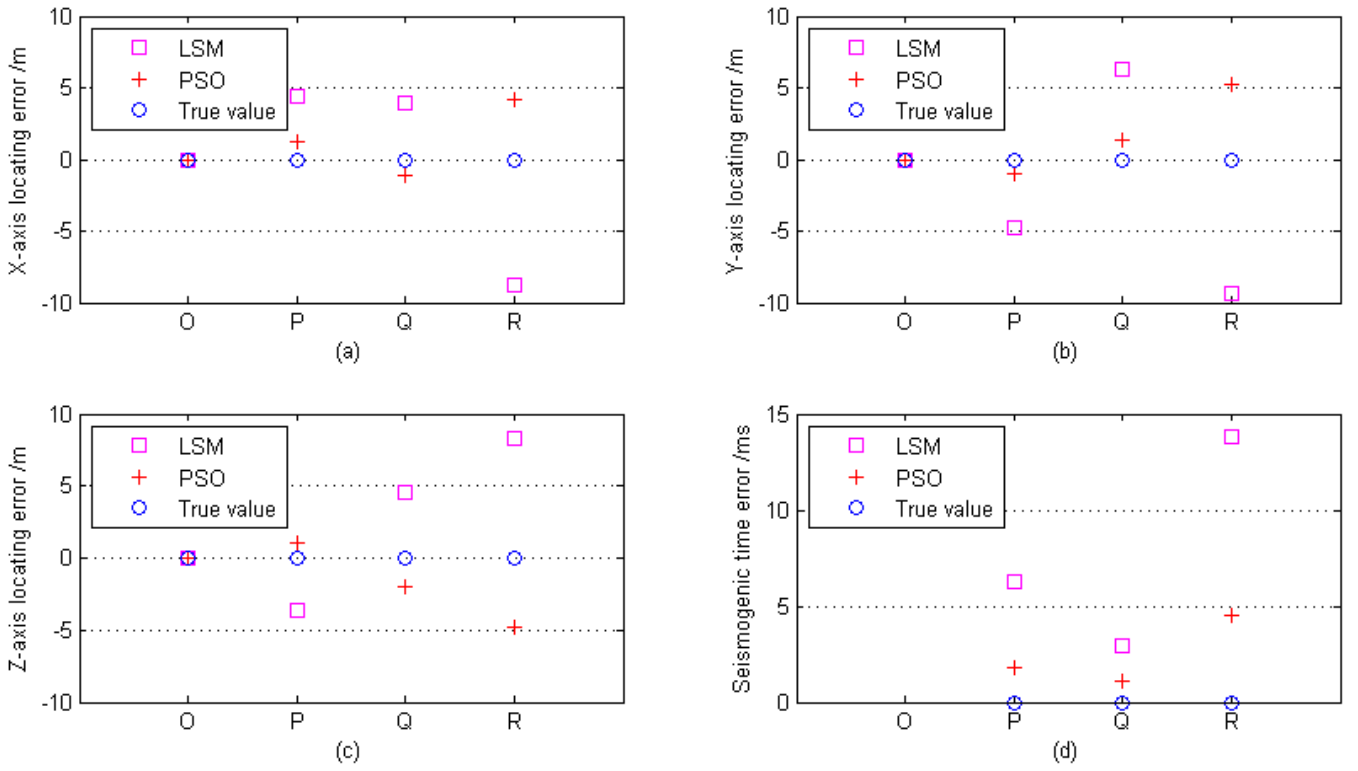 X-axis locating error /m
10
5
0
-5
-10
LSM
PSO
True value
O P Q R
(a)
Y-axis locating error /m
10
5
0
-5
-10
LSM
PSO
True value
O P Q R
(b)
Z-axis locating error /m
10
5
0
-5
-10
LSM
PSO
True value
O P Q R
(c)
Seismogenic time error /ms
15
10
5
0
LSM
PSO
True value
O P Q R
(d)